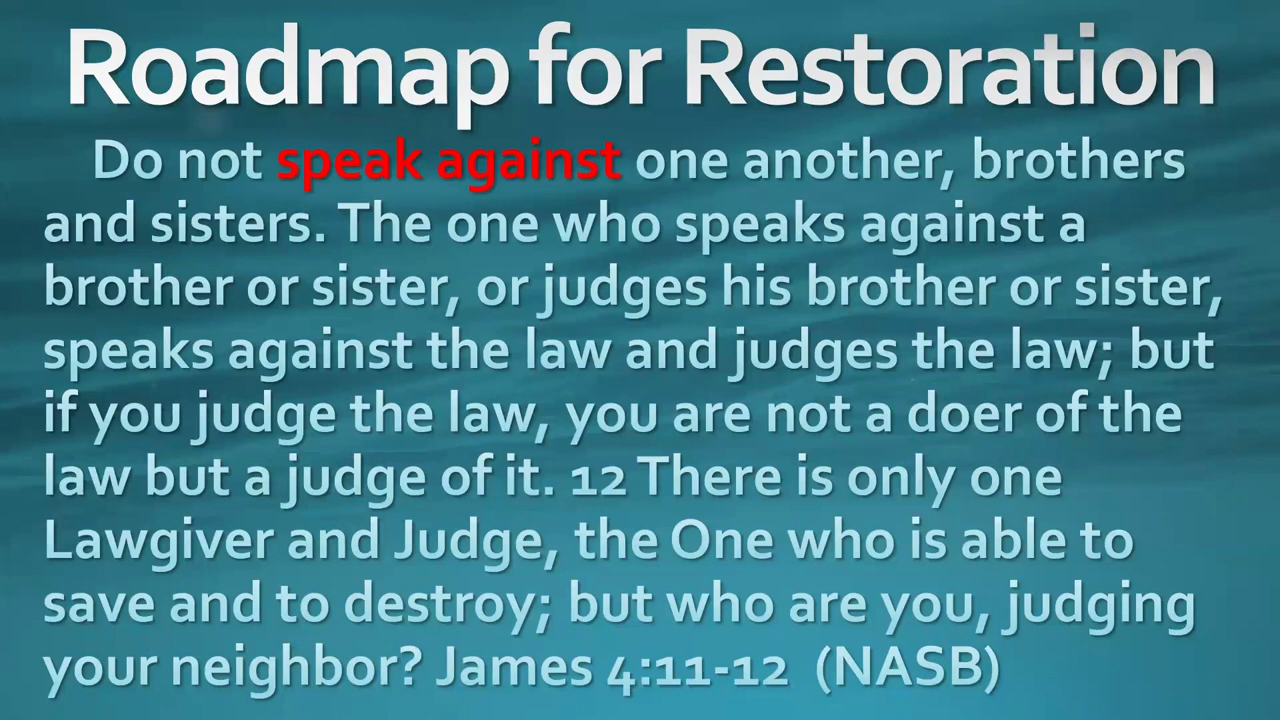 Roadmap for Restoration
Do not speak against one another, brothers
and sisters. The one who speaks against a
brother or sister, or judges his brother or sister,
speaks against the law and judges the law; but
if you judge the law, you are not a doer of the
law but a judge of it. 12 There is only one
Lawgiver and Judge, the One who is able to
save and to destroy; but who are you, judging
your neighbor? James 4:11-12 (NASB)